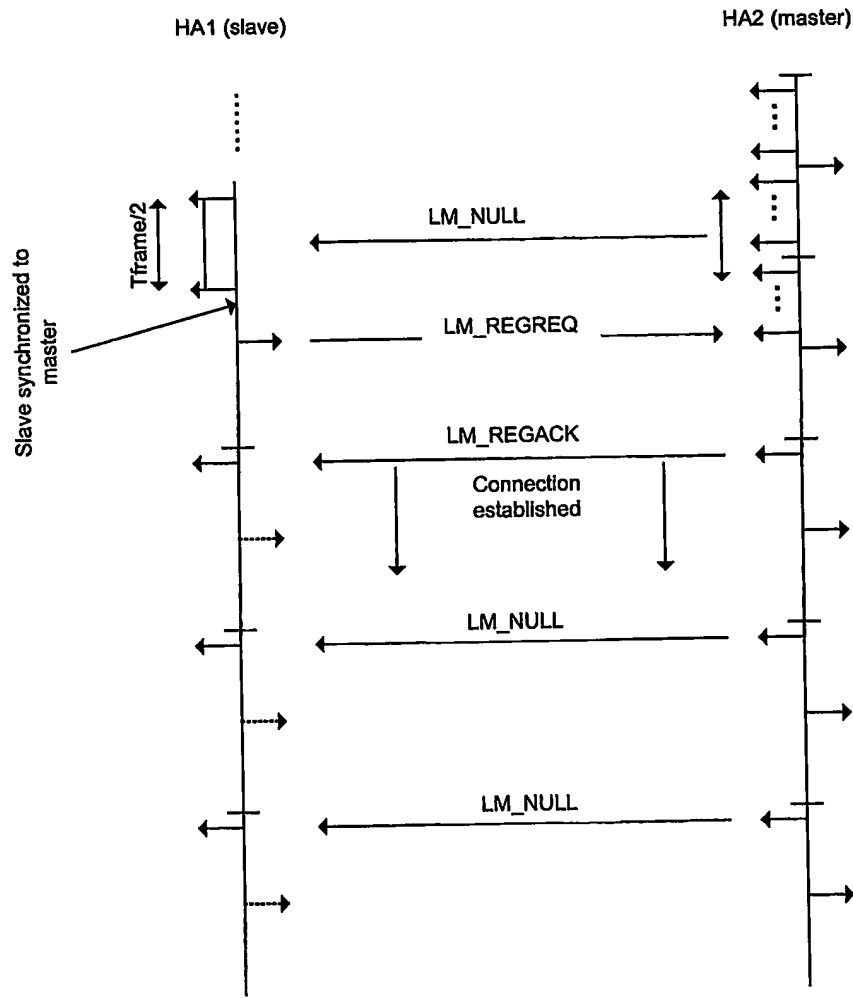 HA1 (slave)
HA2 (master)
Tframe/2
LM_NULL
Slave synchronized to
master
LM_REGREQ
LM_REGACK
Connection
established
LM_NULL
LM_NULL